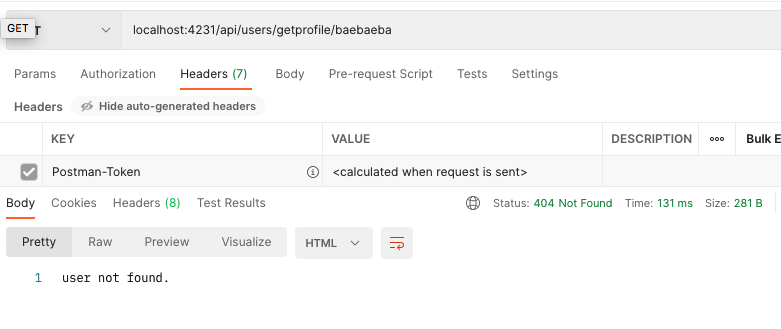 GET T localhost:4231/api/users/getprofile/baebaeba
Params Authorization Headers (7) Body Pre-request Script Tests Settings
Headers Hide auto-generated headers
KEY VALUE DESCRIPTION ooo Bulk E
Postman-Token <calculated when request is sent>
Body Cookies Headers (8) Test Results Status: 404 Not Found Time: 131 ms Size: 281 B
Pretty Raw Preview Visualize HTML
1 user not found.